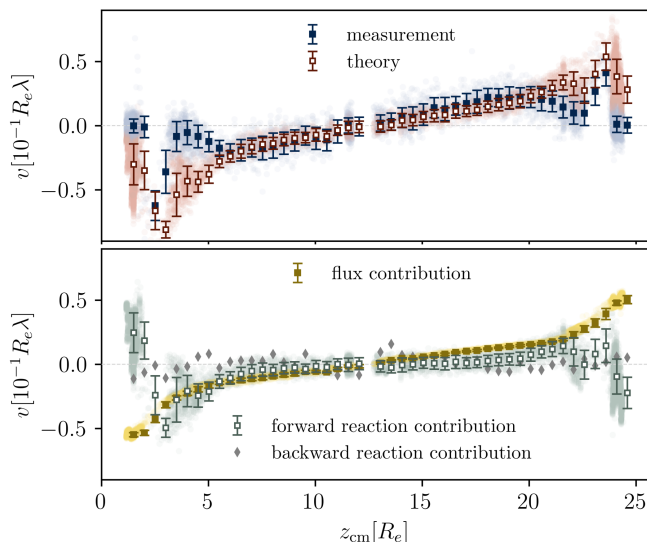 0.5
0.0
−0.5
v[10⁻¹Rₑλ]
measurement
theory
0.5
0.0
−0.5
v[10⁻¹Rₑλ]
flux contribution
forward reaction contribution
backward reaction contribution
0 5 10 15 20 25
z_cm[Rₑ]